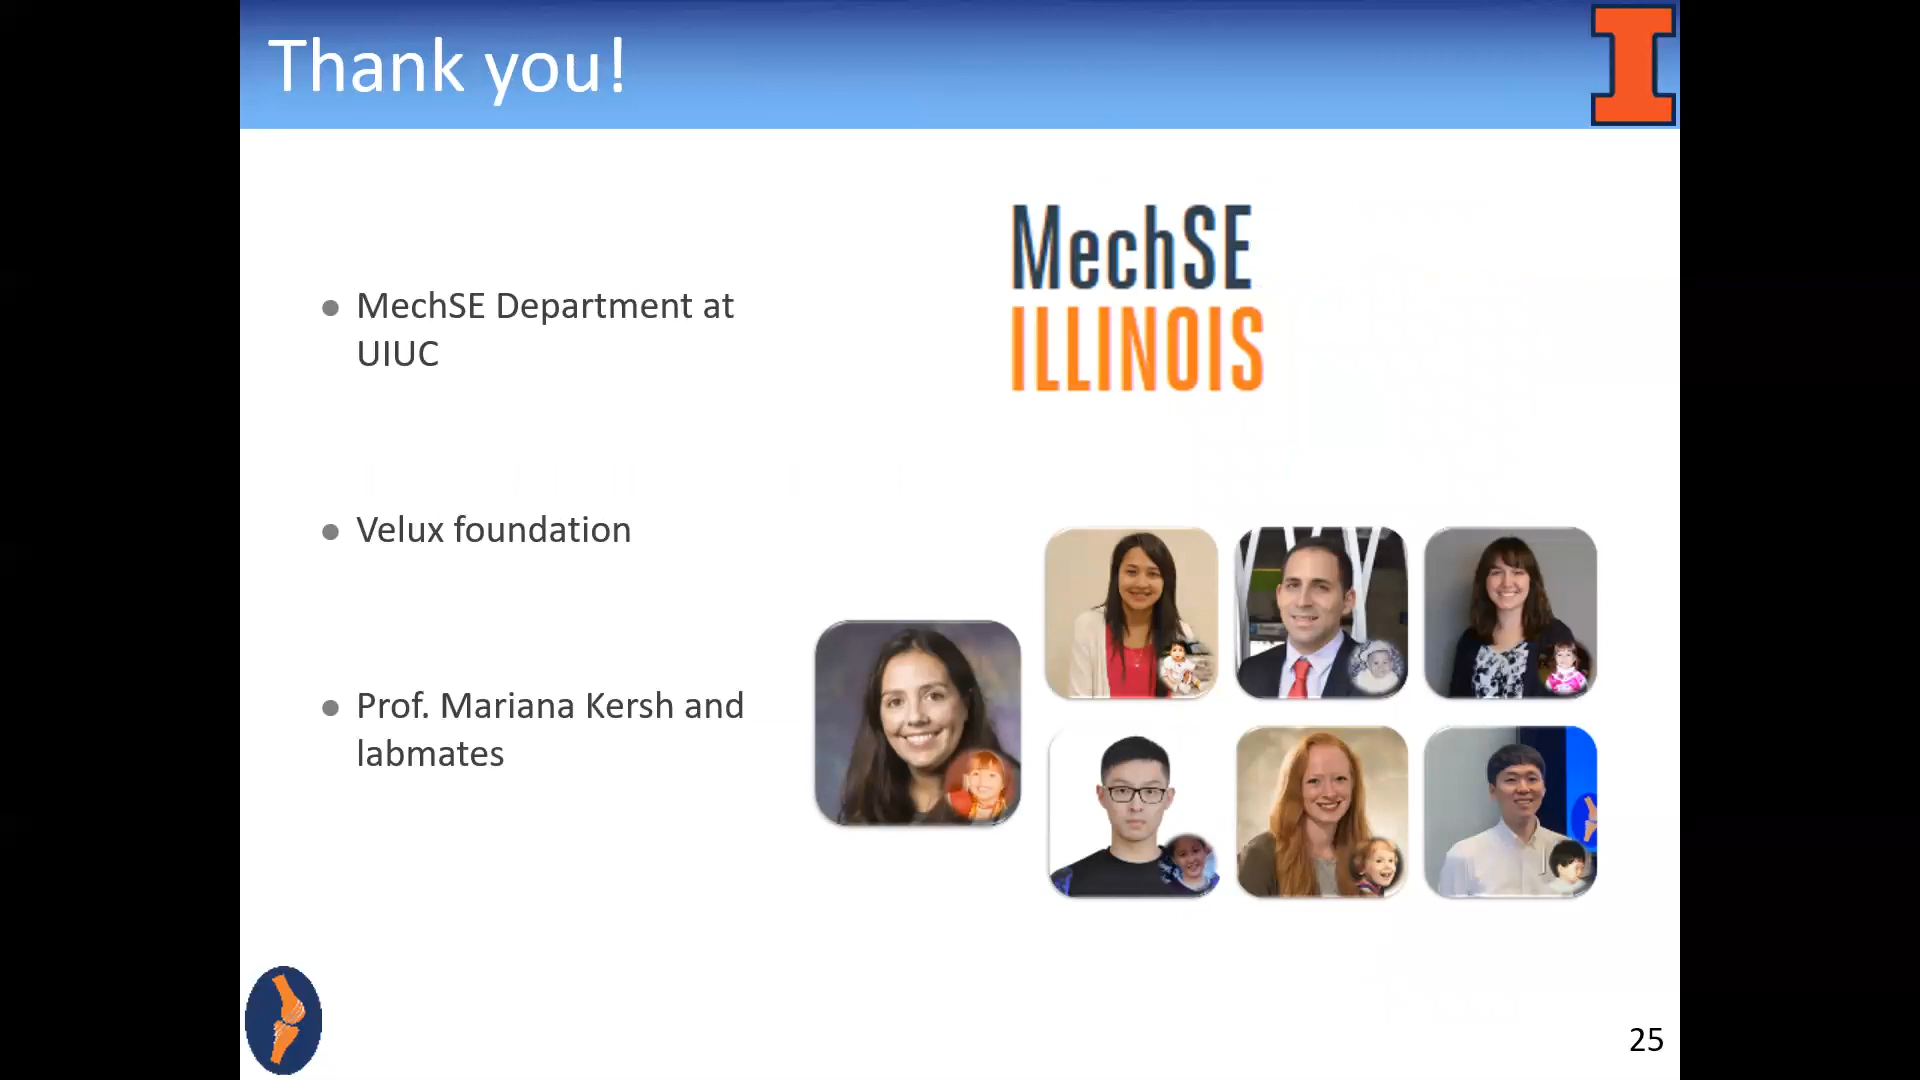 Thank you!
MechSE
ILLINOIS
● MechSE Department at
UIUC
● Velux foundation
● Prof. Mariana Kersh and
labmates
25